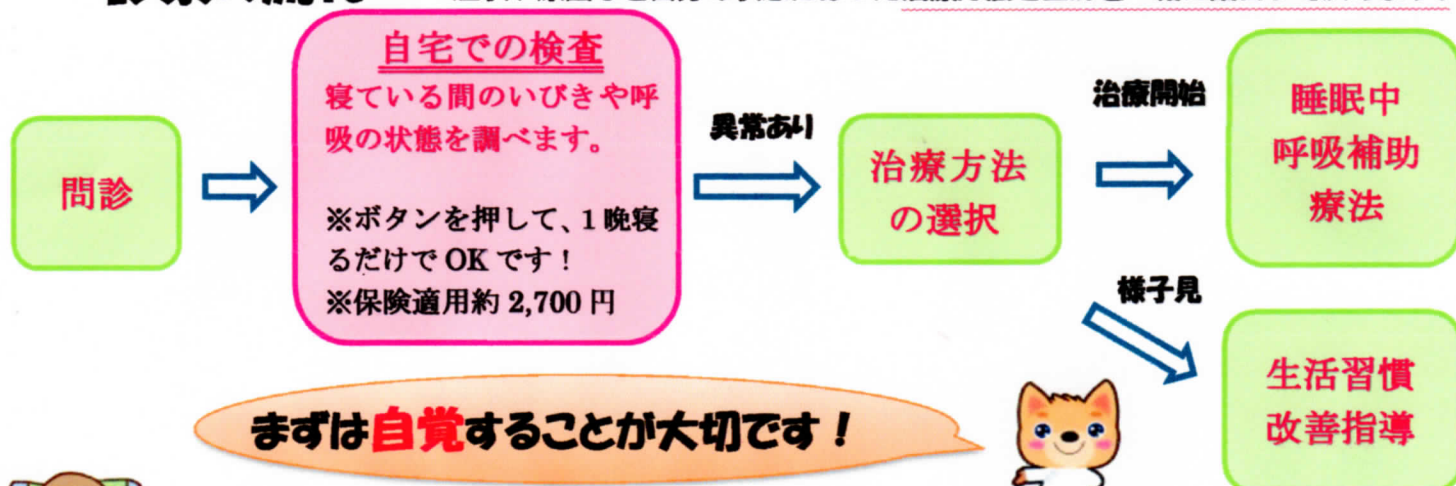 問診
自宅での検査
寝ている間のいびきや呼
吸の状態を調べます。
※ボタンを押して、1晩寝
るだけで OK です！
※保険適用約 2,700 円
異常あり
治療方法
の選択
治療開始
睡眠中
呼吸補助
療法
様子見
生活習慣
改善指導
まずは自覚することが大切です！